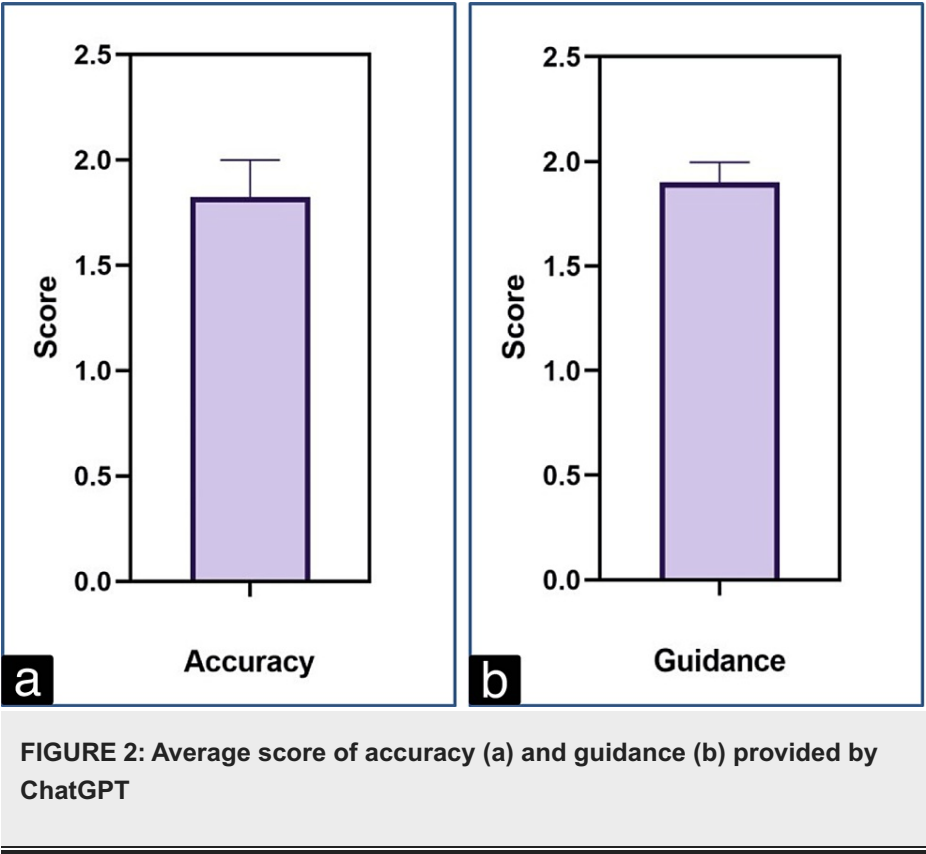 2.5
2.0
1.5
1.0
0.5
0.0
Score
Accuracy
a
2.5
2.0
1.5
1.0
0.5
0.0
Score
Guidance
b
FIGURE 2: Average score of accuracy (a) and guidance (b) provided by
ChatGPT